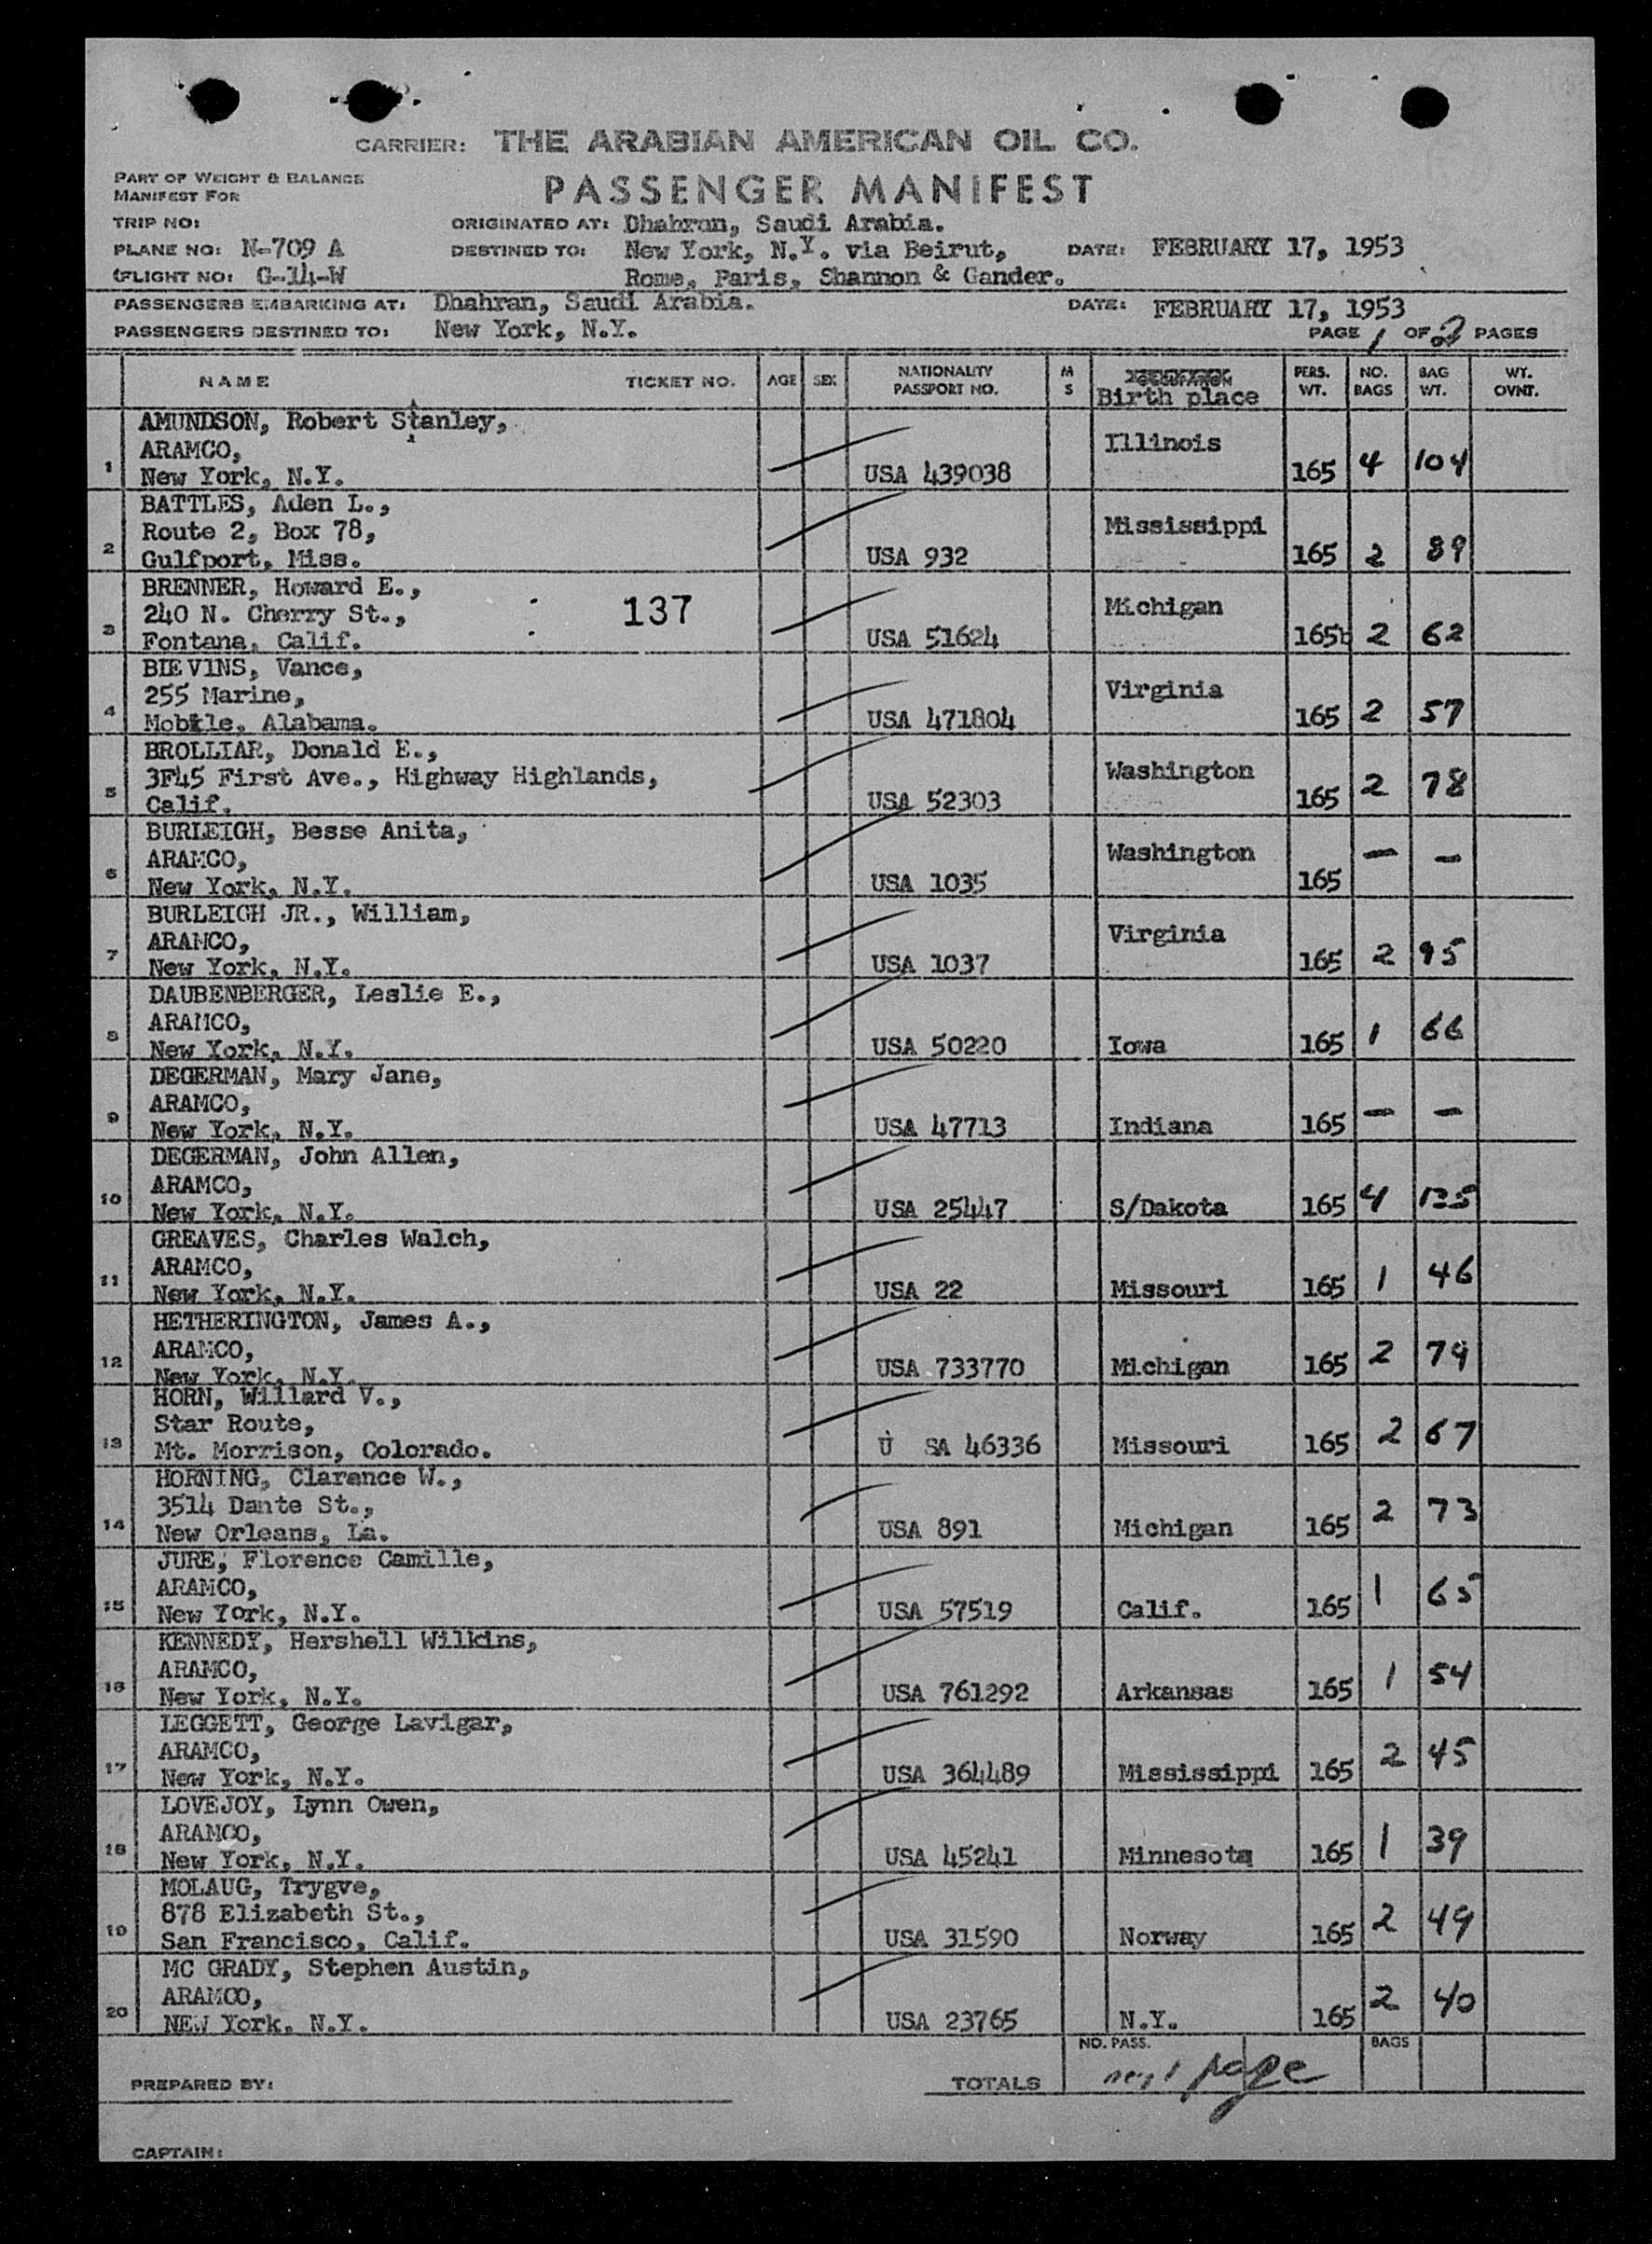 CARRIER: THE ARABIAN AMERICAN OIL CO.
PART OF WEIGHT & BALANCE
MANIFEST FOR
PASSENGER MANIFEST
TRIP NO:
ORIGINATED AT: Dhahran, Saudi Arabia.
PLANE NO: N-709 A
DESTINED TO: New York, N.Y. via Beirut,
DATE: FEBRUARY 17, 1953
FLIGHT NO: G-14-W
Rome, Paris, Shannon & Gander.
PASSENGERS EMBARKING AT: Dhahran, Saudi Arabia.
DATE: FEBRUARY 17, 1953
PASSENGERS DESTINED TO: New York, N.Y.
PAGE 1 OF 2 PAGES
NAME TICKET NO. AGE SEX NATIONALITY PASSPORT NO. M S Birth place PERS. WT. NO. BAGS BAG WT. WT. OVNT.
AMUNDSON, Robert Stanley,
ARAMCO, Illinois
1 New York, N.Y. USA 439038 165 4 104
BATTLES, Aden L.,
Route 2, Box 78, Mississippi
2 Gulfport, Miss. USA 932 165 2 89
BRENNER, Howard E.,
240 N. Cherry St., 137 Michigan
3 Fontana, Calif. USA 51624 165b 2 62
BIEVINS, Vance,
255 Marine, Virginia
4 Mobile, Alabama. USA 471804 165 2 57
BROLLIAR, Donald E.,
3F45 First Ave., Highway Highlands, Washington
5 Calif. USA 52303 165 2 78
BURLEIGH, Besse Anita,
ARAMCO, Washington — —
6 New York, N.Y. USA 1035 165
BURLEIGH JR., William,
ARAMCO, Virginia
7 New York, N.Y. USA 1037 165 2 95
DAUBENBERGER, Leslie E.,
ARAMCO,
8 New York, N.Y. USA 50220 Iowa 165 1 66
DEGERMAN, Mary Jane,
ARAMCO,
9 New York, N.Y. USA 47713 Indiana 165 — —
DEGERMAN, John Allen,
ARAMCO,
10 New York, N.Y. USA 25447 S/Dakota 165 4 135
GREAVES, Charles Walch,
ARAMCO,
11 New York, N.Y. USA 22 Missouri 165 1 46
HETHERINGTON, James A.,
ARAMCO,
12 New York, N.Y. USA 733770 Michigan 165 2 79
HORN, Willard V.,
Star Route,
13 Mt. Morrison, Colorado. U SA 46336 Missouri 165 2 67
HORNING, Clarence W.,
3514 Dante St.,
14 New Orleans, La. USA 891 Michigan 165 2 73
JURE, Florence Camille,
ARAMCO,
15 New York, N.Y. USA 57519 Calif. 165 1 65
KENNEDY, Hershell Wilkins,
ARAMCO,
16 New York, N.Y. USA 761292 Arkansas 165 1 54
LEGGETT, George Lavigar,
ARAMCO,
17 New York, N.Y. USA 364489 Mississippi 165 2 45
LOVEJOY, Lynn Owen,
ARAMCO,
18 New York, N.Y. USA 45241 Minnesota 165 1 39
MOLAUG, Trygve,
878 Elizabeth St.,
19 San Francisco, Calif. USA 31590 Norway 165 2 49
MC GRADY, Stephen Austin,
ARAMCO,
20 NEW York. N.Y. USA 23765 N.Y. 165 2 40
NO. PASS. BAGS
PREPARED BY: TOTALS next page
CAPTAIN: